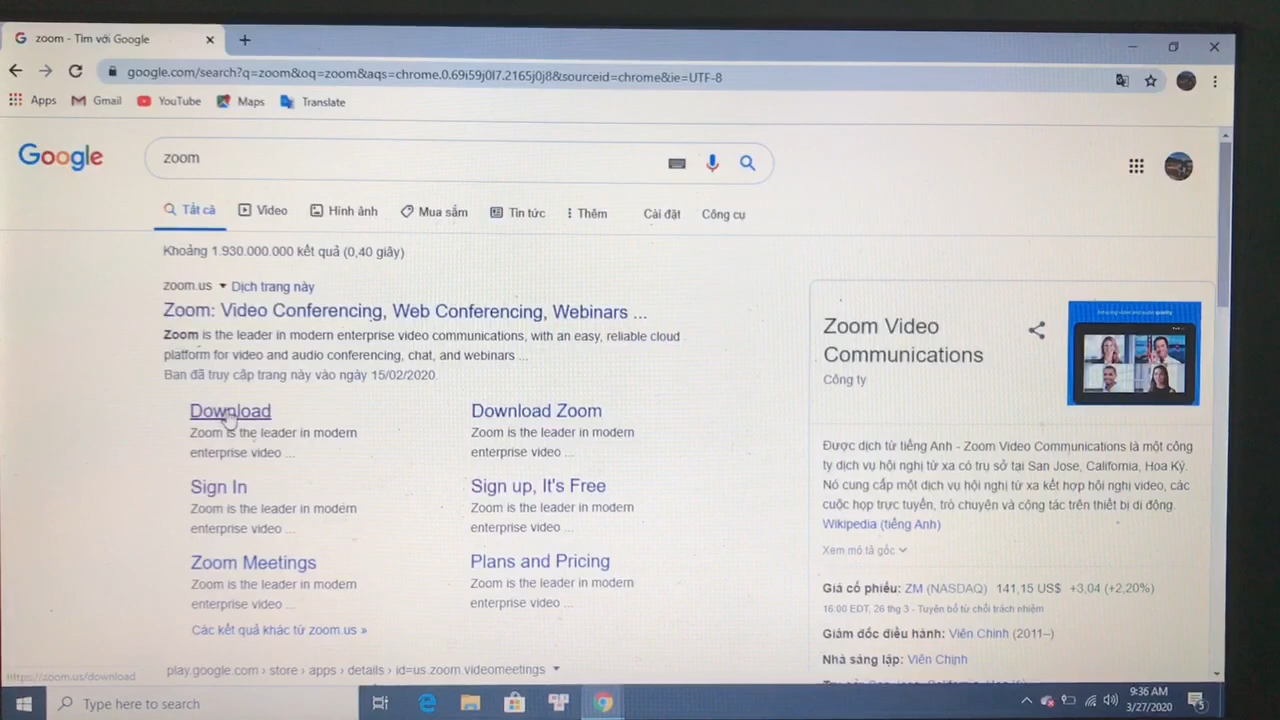 zoom - Tìm với Google
google.com/search?q=zoom&oq=zoom&aqs=chrome.0.69i59j0l7.2165j0j8&sourceid=chrome&ie=UTF-8
Apps Gmail YouTube Maps Translate
Google
zoom
Tất cả Video Hình ảnh Mua sắm Tin tức Thêm Cài đặt Công cụ
Khoảng 1.930.000.000 kết quả (0,40 giây)
zoom.us Dịch trang này
Zoom: Video Conferencing, Web Conferencing, Webinars ...
Zoom is the leader in modern enterprise video communications, with an easy, reliable cloud
platform for video and audio conferencing, chat, and webinars ...
Bạn đã truy cập trang này vào ngày 15/02/2020.
Download
Zoom is the leader in modern
enterprise video ...
Download Zoom
Zoom is the leader in modern
enterprise video ...
Sign In
Zoom is the leader in modern
enterprise video ...
Sign up, It's Free
Zoom is the leader in modern
enterprise video ...
Zoom Meetings
Zoom is the leader in modern
enterprise video ...
Plans and Pricing
Zoom is the leader in modern
enterprise video ...
Các kết quả khác từ zoom.us »
play.google.com › store › apps › details › id=us.zoom.videomeetings
Zoom Video
Communications
Công ty
Được dịch từ tiếng Anh - Zoom Video Communications là một công
ty dịch vụ hội nghị từ xa có trụ sở tại San Jose, California, Hoa Kỳ.
Nó cung cấp một dịch vụ hội nghị từ xa kết hợp hội nghị video, các
cuộc họp trực tuyến, trò chuyện và cộng tác trên thiết bị di động.
Wikipedia (tiếng Anh)
Xem mô tả gốc
Giá cổ phiếu: ZM (NASDAQ) 141,15 US$ +3,04 (+2,20%)
16:00 EDT, 26 thg 3 - Tuyên bố từ chối trách nhiệm
Giám đốc điều hành: Viên Chinh (2011–)
Nhà sáng lập: Viên Chinh
https://zoom.us/download
Type here to search
9:36 AM
3/27/2020
5